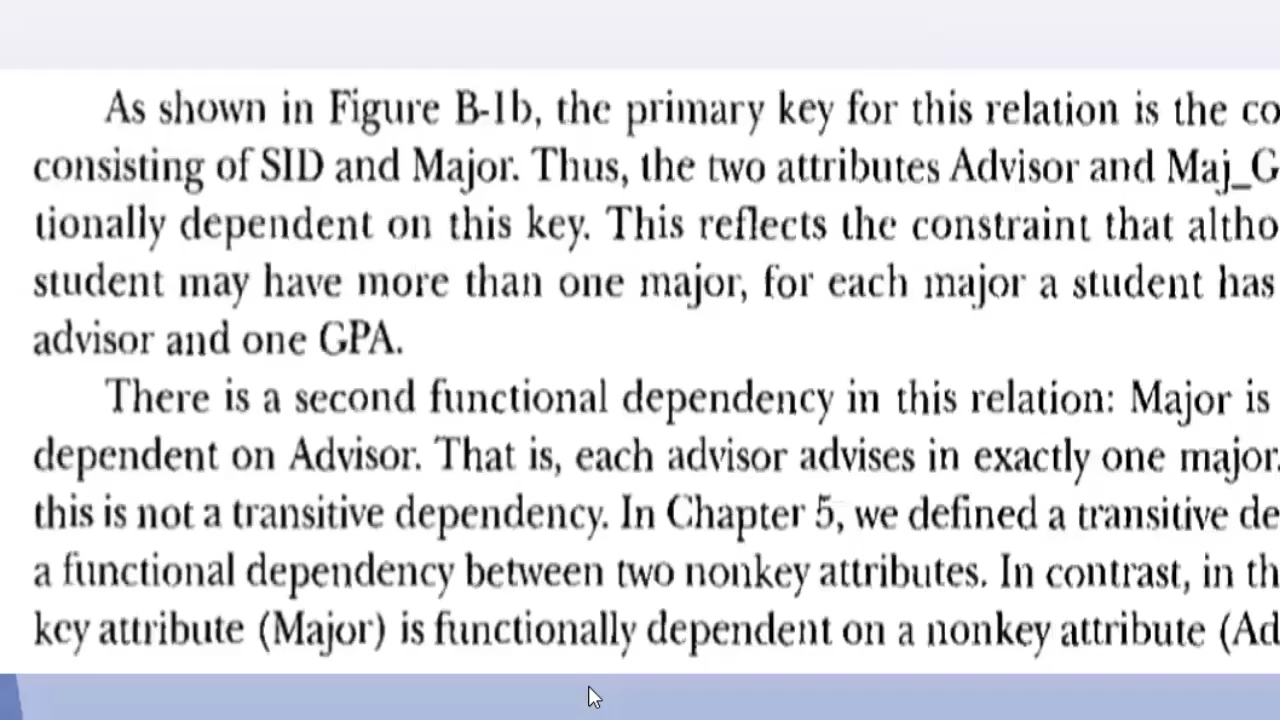 As shown in Figure B-1b, the primary key for this relation is the co
consisting of SID and Major. Thus, the two attributes Advisor and Maj_G
tionally dependent on this key. This reflects the constraint that altho
student may have more than one major, for each major a student has
advisor and one GPA.
There is a second functional dependency in this relation: Major is
dependent on Advisor. That is, each advisor advises in exactly one major.
this is not a transitive dependency. In Chapter 5, we defined a transitive de
a functional dependency between two nonkey attributes. In contrast, in th
key attribute (Major) is functionally dependent on a nonkey attribute (Ad